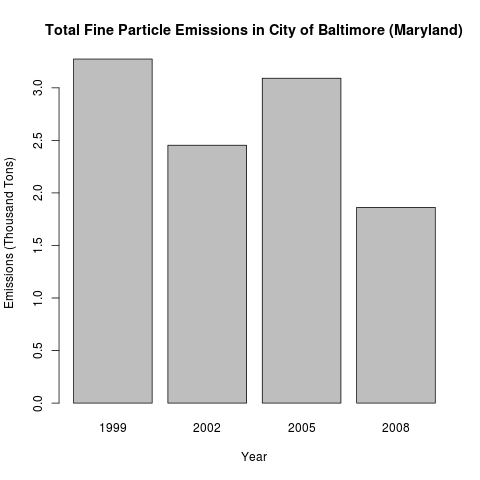 Total Fine Particle Emissions in City of Baltimore (Maryland)
Emissions (Thousand Tons)
3.0
2.5
2.0
1.5
1.0
0.5
0.0
1999 2002 2005 2008
Year